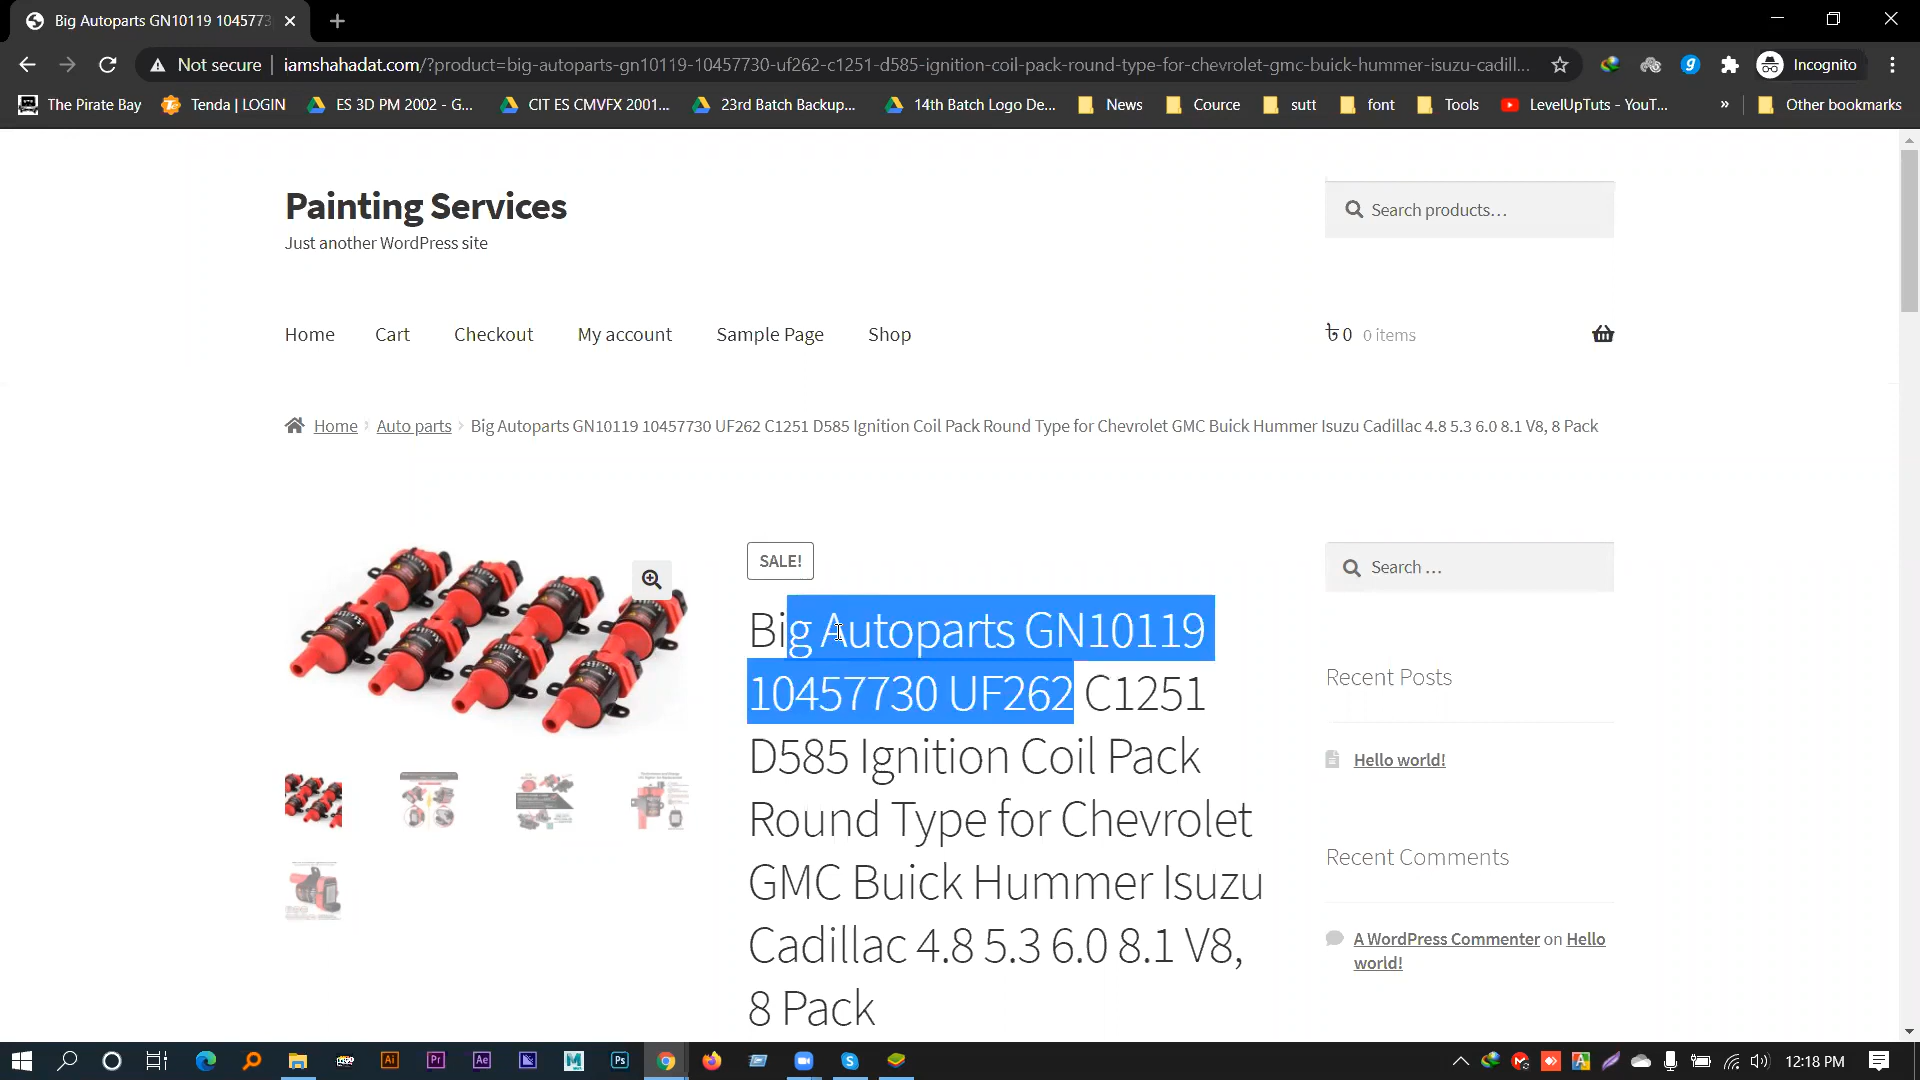 Big Autoparts GN10119 104577
Not secure
iamshahadat.com/?product=big-autoparts-gn10119-10457730-uf262-c1251-d585-ignition-coil-pack-round-type-for-chevrolet-gmc-buick-hummer-isuzu-cadill...
Incognito
The Pirate Bay
Tenda | LOGIN
ES 3D PM 2002 - G...
CIT ES CMVFX 2001...
23rd Batch Backup...
14th Batch Logo De...
News
Cource
sutt
font
Tools
LevelUpTuts - YouT...
»
Other bookmarks
Painting Services
Just another WordPress site
Search products…
Home
Cart
Checkout
My account
Sample Page
Shop
৳ 0 0 items
Home
Auto parts
Big Autoparts GN10119 10457730 UF262 C1251 D585 Ignition Coil Pack Round Type for Chevrolet GMC Buick Hummer Isuzu Cadillac 4.8 5.3 6.0 8.1 V8, 8 Pack
SALE!
Big Autoparts GN10119
10457730 UF262 C1251
D585 Ignition Coil Pack
Round Type for Chevrolet
GMC Buick Hummer Isuzu
Cadillac 4.8 5.3 6.0 8.1 V8,
8 Pack
Search …
Recent Posts
Hello world!
Recent Comments
A WordPress Commenter on Hello
world!
Ai
Pr
Ae
M
Ps
S
12:18 PM